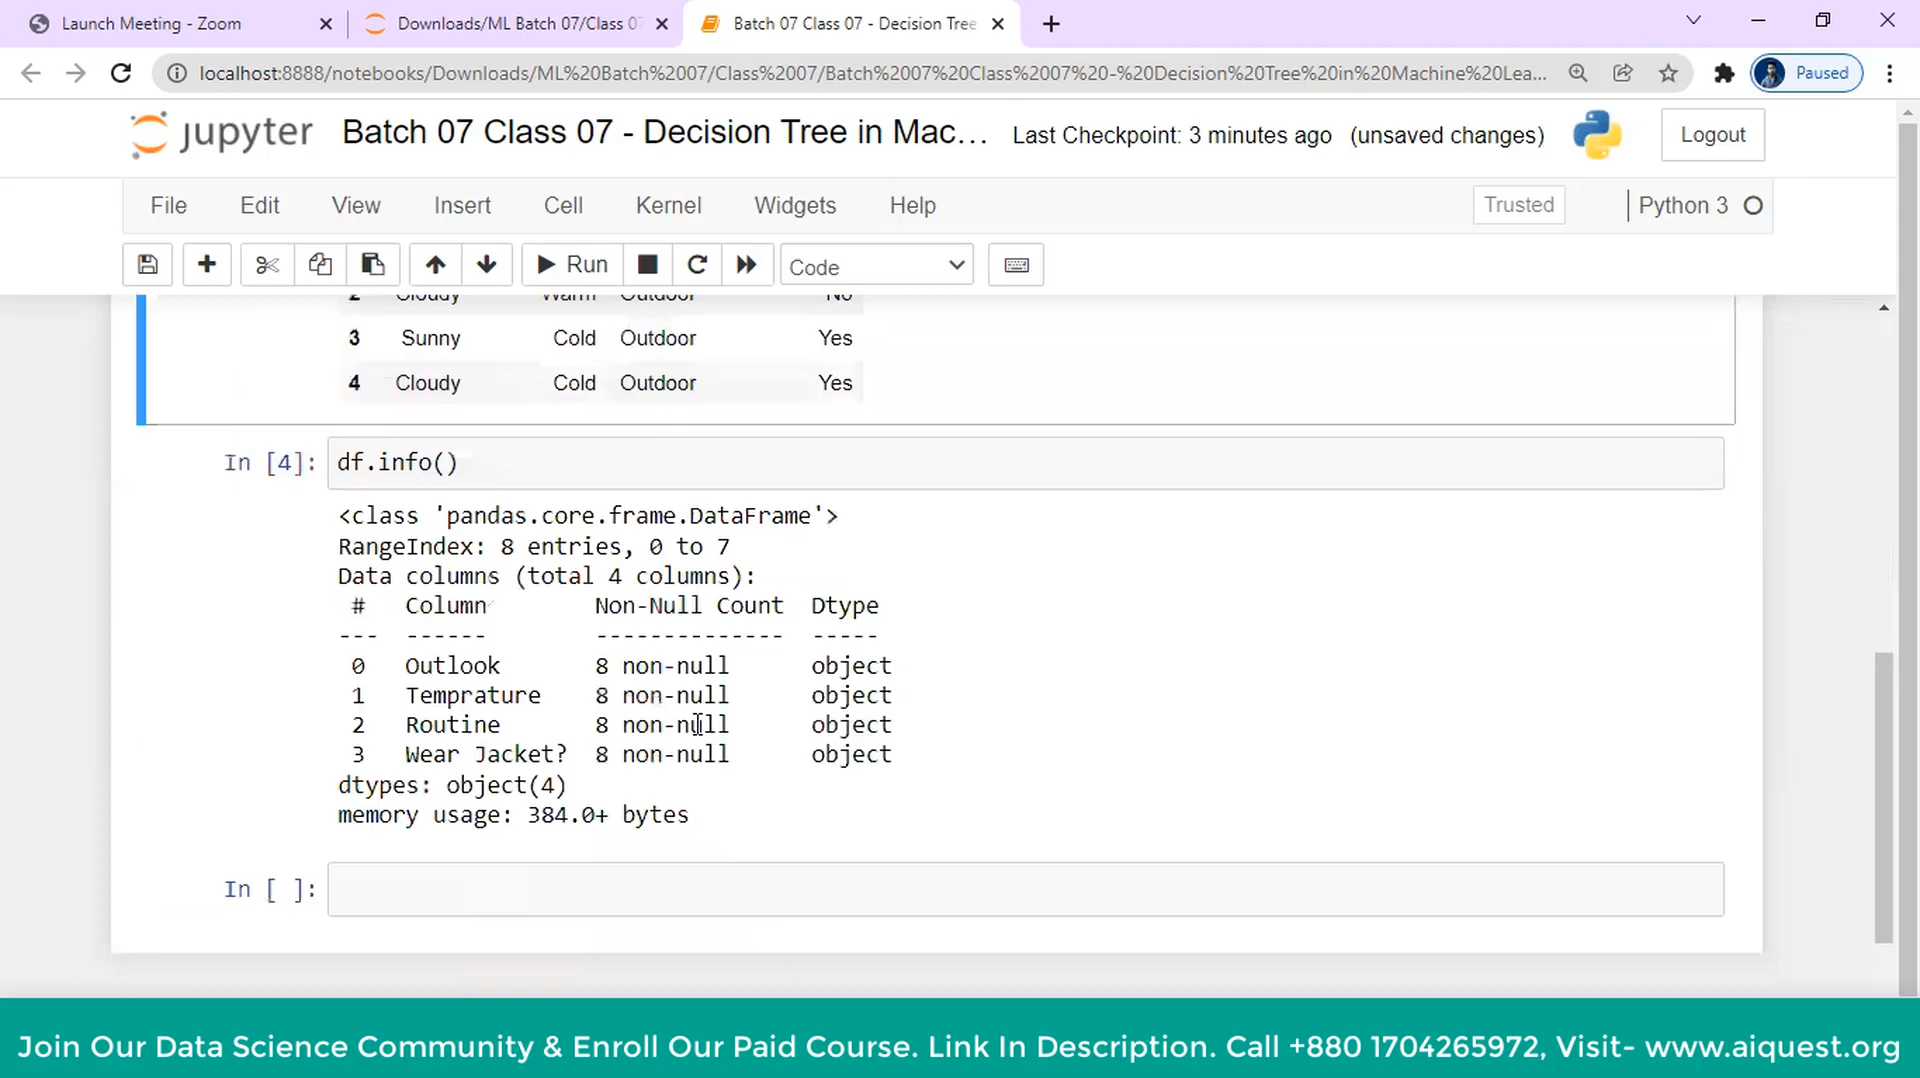 Launch Meeting - Zoom
Downloads/ML Batch 07/Class 07
Batch 07 Class 07 - Decision Tree
localhost:8888/notebooks/Downloads/ML%20Batch%2007/Class%2007/Batch%2007%20Class%2007%20-%20Decision%20Tree%20in%20Machine%20Lea...
Paused
jupyter
Batch 07 Class 07 - Decision Tree in Mac...
Last Checkpoint: 3 minutes ago (unsaved changes)
Logout
File Edit View Insert Cell Kernel Widgets Help
Trusted
Python 3
Run
Code
2 Cloudy Warm Outdoor No
3 Sunny Cold Outdoor Yes
4 Cloudy Cold Outdoor Yes
In [4]: df.info()
<class 'pandas.core.frame.DataFrame'>
RangeIndex: 8 entries, 0 to 7
Data columns (total 4 columns):
# Column Non-Null Count Dtype
--- ------ -------------- -----
0 Outlook 8 non-null object
1 Temprature 8 non-null object
2 Routine 8 non-null object
3 Wear Jacket? 8 non-null object
dtypes: object(4)
memory usage: 384.0+ bytes
In [ ]:
Join Our Data Science Community & Enroll Our Paid Course. Link In Description. Call +880 1704265972, Visit- www.aiquest.org